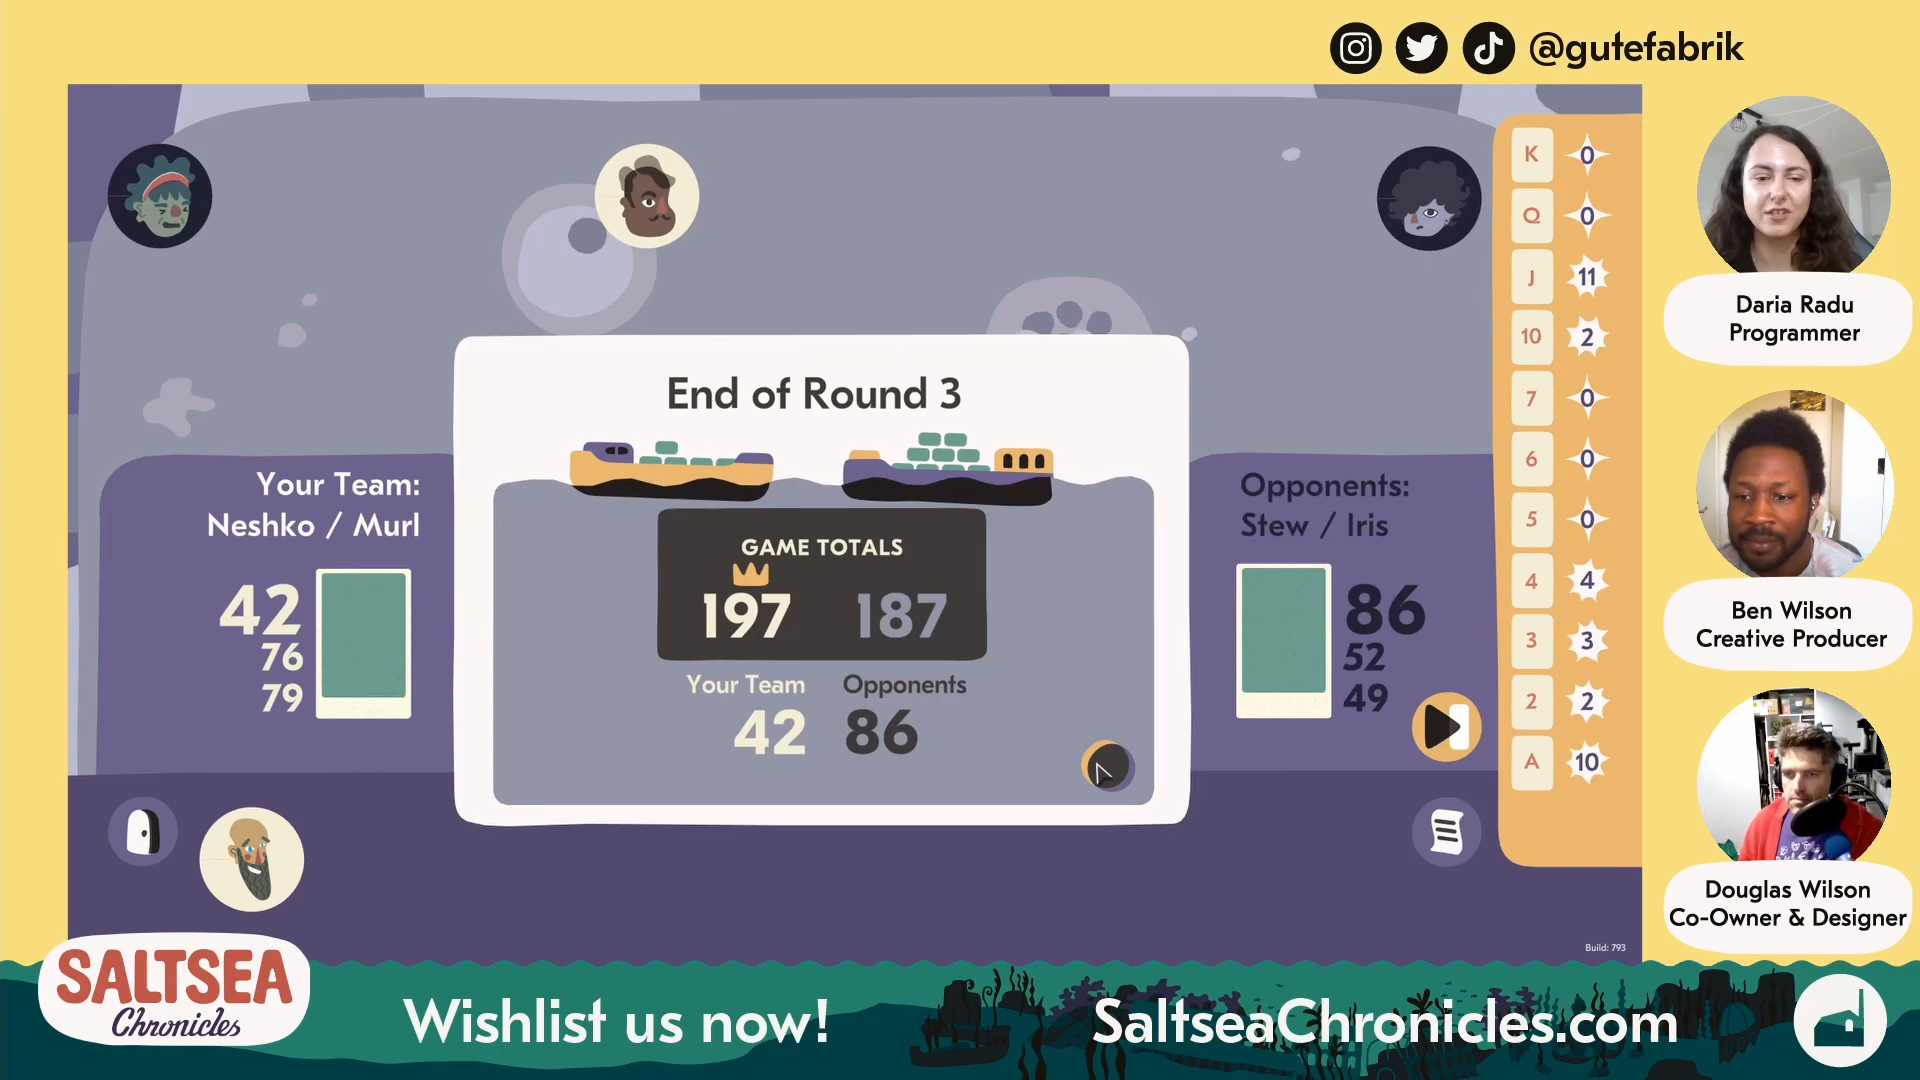 @gutefabrik
K 0
Q 0
J 11
10 2
7 0
6 0
5 0
4 4
3 3
2 2
A 10
Daria Radu
Programmer
Ben Wilson
Creative Producer
Douglas Wilson
Co-Owner & Designer
End of Round 3
GAME TOTALS
197 187
Your Team Opponents
42 86
Your Team:
Neshko / Murl
42
76
79
Opponents:
Stew / Iris
86
52
49
Build: 793
SALTSEA
Chronicles
Wishlist us now!
SaltseaChronicles.com